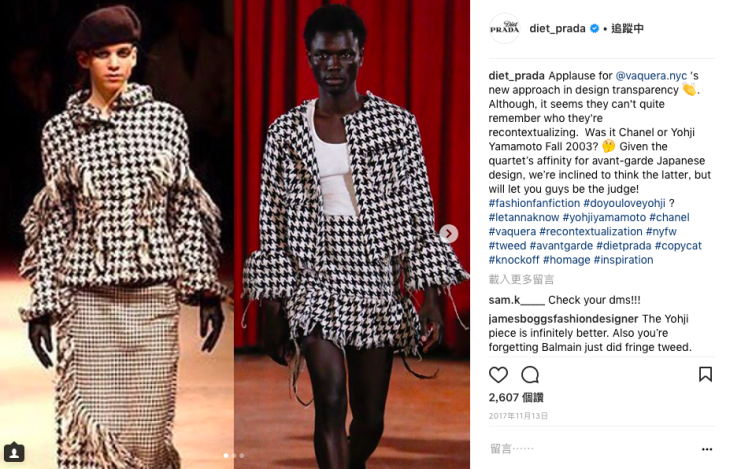 Diet
PRADA
diet_prada • 追蹤中
diet_prada Applause for @vaquera.nyc 's
new approach in design transparency 👏.
Although, it seems they can't quite
remember who they're
recontextualizing. Was it Chanel or Yohji
Yamamoto Fall 2003? 🤔 Given the
quartet's affinity for avant-garde Japanese
design, we're inclined to think the latter, but
will let you guys be the judge!
#fashionfanfiction #doyouloveyohji ?
#letannaknow #yohjiyamamoto #chanel
#vaquera #recontextualization #nyfw
#tweed #avantgarde #dietprada #copycat
#knockoff #homage #inspiration
載入更多留言
sam.k____ Check your dms!!!
jamesboggsfashiondesigner The Yohji
piece is infinitely better. Also you're
forgetting Balmain just did fringe tweed.
2,607 個讚
2017年11月13日
留言……